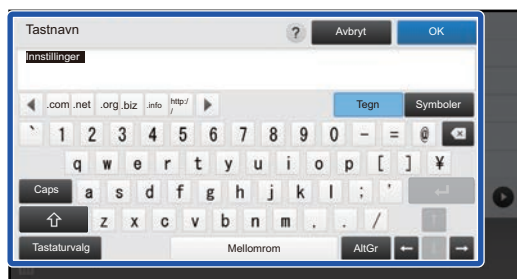 Tastnavn ? Avbryt OK
Innstillinger
.com .net .org .biz .info http:/
/
Tegn Symboler
` 1 2 3 4 5 6 7 8 9 0 - = @
q w e r t y u i o p [ ] ¥
Caps a s d f g h j k l ; '
z x c v b n m , . /
Tastaturvalg Mellomrom AltGr